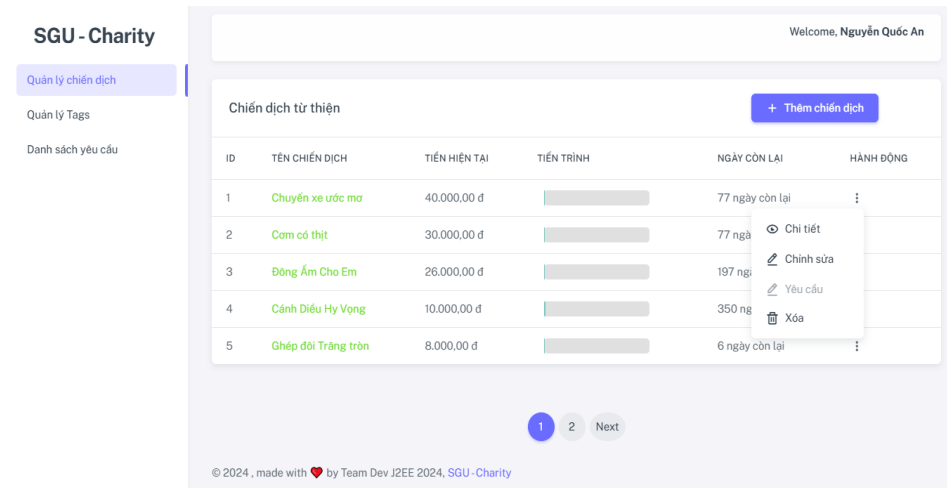 SGU - Charity
Welcome, Nguyễn Quốc An
Quản lý chiến dịch
Quản lý Tags
Danh sách yêu cầu
Chiến dịch từ thiện
+ Thêm chiến dịch
ID TÊN CHIẾN DỊCH TIỀN HIỆN TẠI TIẾN TRÌNH NGÀY CÒN LẠI HÀNH ĐỘNG
1 Chuyến xe ước mơ 40.000,00 đ 77 ngày còn lại
2 Cơm có thịt 30.000,00 đ 77 ngà
3 Đông Ấm Cho Em 26.000,00 đ 197 ng
4 Cánh Diều Hy Vọng 10.000,00 đ 350 ng
5 Ghép đôi Trăng tròn 8.000,00 đ 6 ngày còn lại
Chi tiết
Chỉnh sửa
Yêu cầu
Xóa
1 2 Next
© 2024 , made with ❤️ by Team Dev J2EE 2024, SGU - Charity